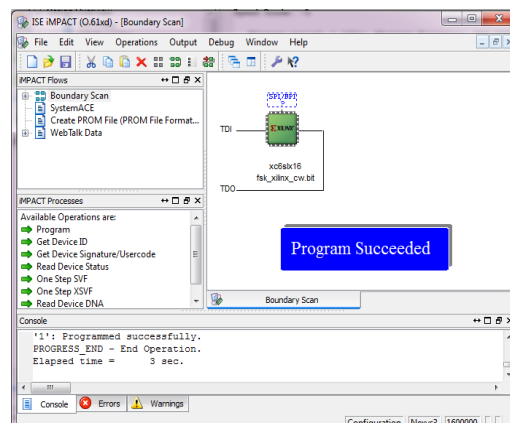 ISE iMPACT (O.61xd) - [Boundary Scan]
File Edit View Operations Output Debug Window Help
iMPACT Flows
Boundary Scan
SystemACE
Create PROM File (PROM File Format...
WebTalk Data
SPI/BPI
?
TDI
XILINX
xc6slx16
fsk_xilinx_cw.bit
TDO
iMPACT Processes
Available Operations are:
Program
Get Device ID
Get Device Signature/Usercode
Read Device Status
One Step SVF
One Step XSVF
Read Device DNA
Program Succeeded
Boundary Scan
Console
'1': Programmed successfully.
PROGRESS_END - End Operation.
Elapsed time = 3 sec.
Console Errors Warnings
Configuration 1600000